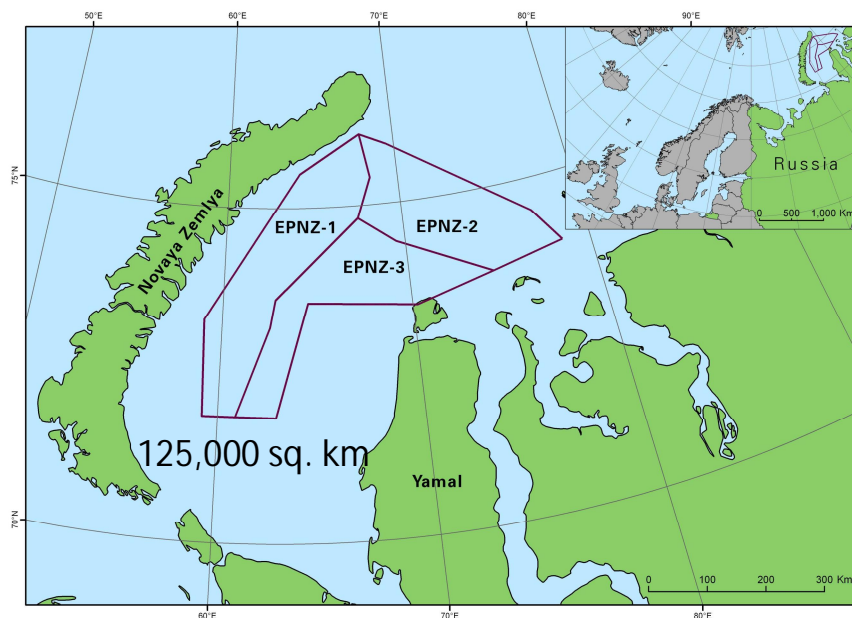 50°E 60°E 70°E 80°E 90°E
Russia
0 500 1,000 Km
75°N
Novaya Zemlya
EPNZ-1
EPNZ-2
EPNZ-3
125,000 sq. km
Yamal
70°N
0 100 200 300 Km
60°E 70°E 80°E